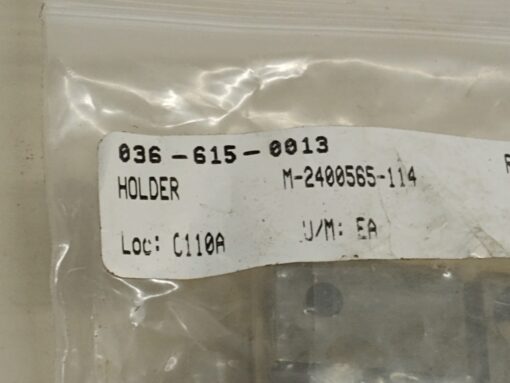 036-615-0013
HOLDER M-2400565-114
Loc: C110A U/M: EA